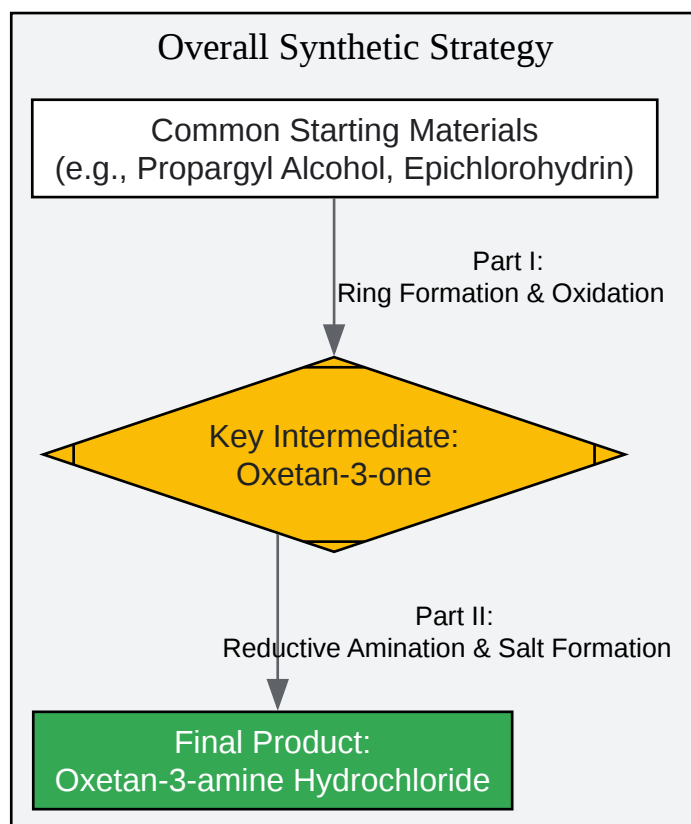 Overall Synthetic Strategy
Common Starting Materials
(e.g., Propargyl Alcohol, Epichlorohydrin)
Part I:
Ring Formation & Oxidation
Key Intermediate:
Oxetan-3-one
Part II:
Reductive Amination & Salt Formation
Final Product:
Oxetan-3-amine Hydrochloride